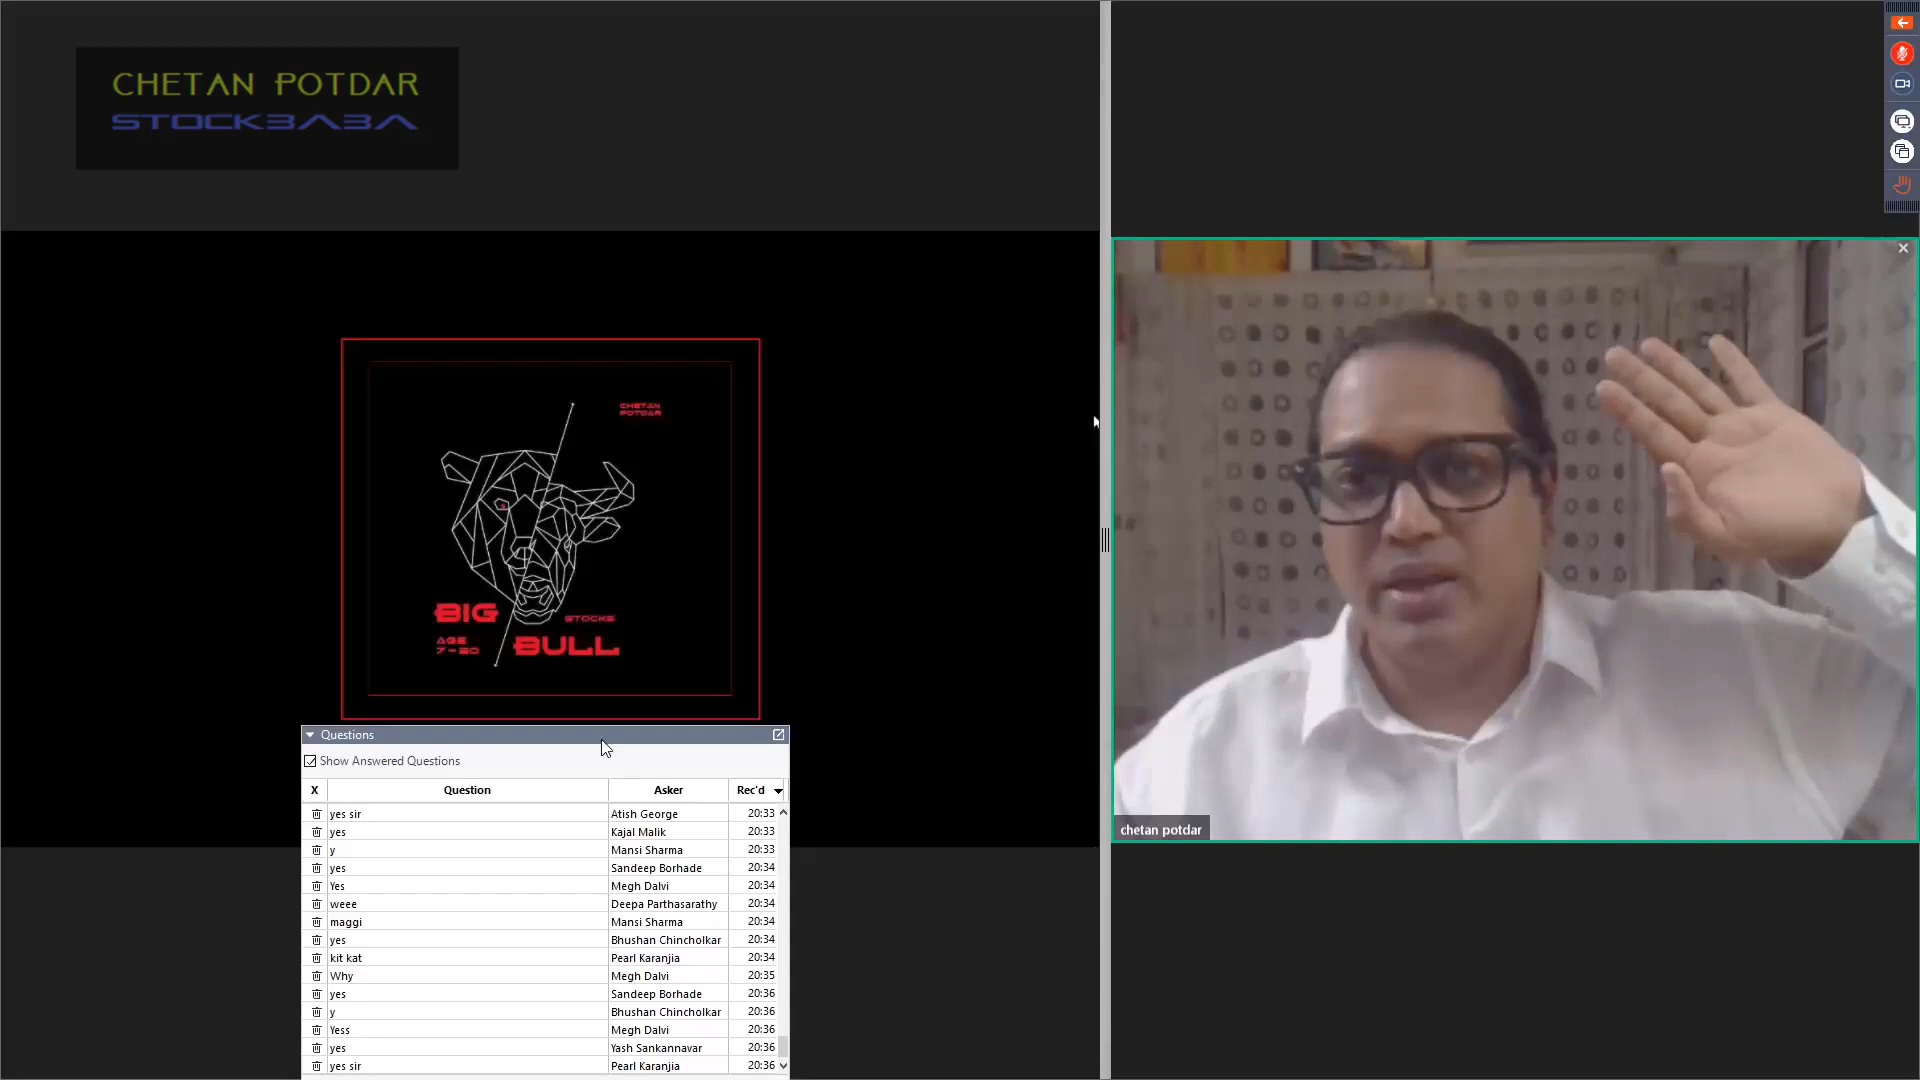 CHETAN POTDAR
STOCKBABA
CHETAN
POTDAR
BIG
STOCKS
AGE
7-20
BULL
chetan potdar
Questions
Show Answered Questions
X Question Asker Rec'd
yes sir Atish George 20:33
yes Kajal Malik 20:33
y Mansi Sharma 20:33
yes Sandeep Borhade 20:34
Yes Megh Dalvi 20:34
weee Deepa Parthasarathy 20:34
maggi Mansi Sharma 20:34
yes Bhushan Chincholkar 20:34
kit kat Pearl Karanjia 20:34
Why Megh Dalvi 20:35
yes Sandeep Borhade 20:36
y Bhushan Chincholkar 20:36
Yess Megh Dalvi 20:36
yes Yash Sankannavar 20:36
yes sir Pearl Karanjia 20:36